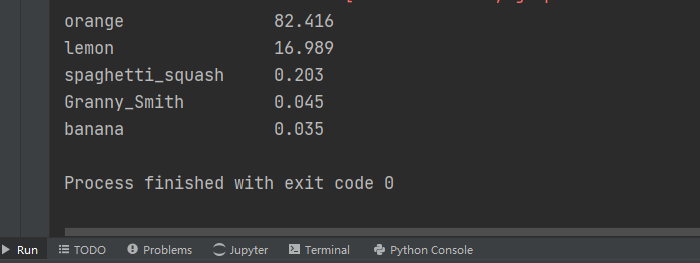 orange 82.416
lemon 16.989
spaghetti_squash 0.203
Granny_Smith 0.045
banana 0.035
Process finished with exit code 0
Run TODO Problems Jupyter Terminal Python Console